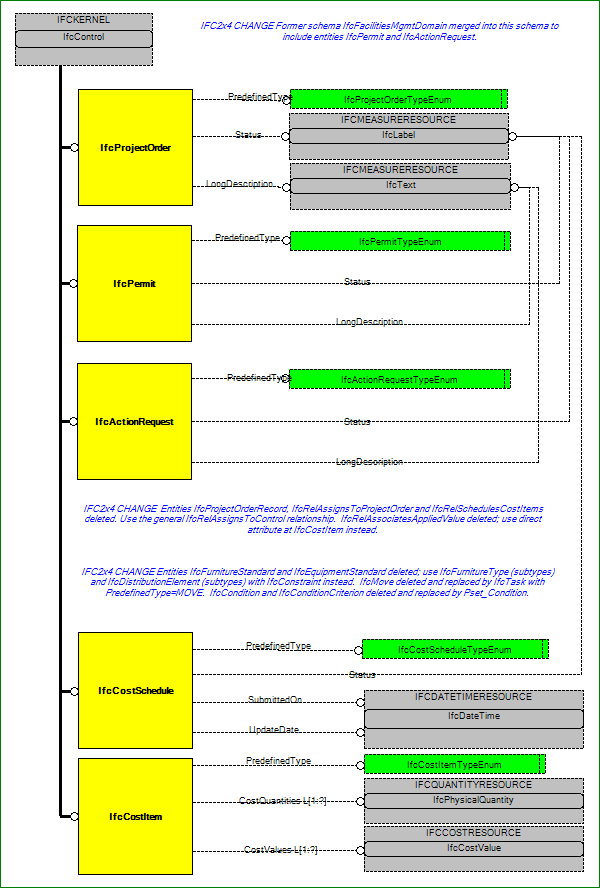 IFCKERNEL
IfcControl
IFC2x4 CHANGE Former schema IfcFacilitiesMgmtDomain merged into this schema to
include entities IfcPermit and IfcActionRequest.
IfcProjectOrder
PredefinedType
IfcProjectOrderTypeEnum
IFCMEASURERESOURCE
Status
IfcLabel
IFCMEASURERESOURCE
LongDescription
IfcText
IfcPermit
PredefinedType
IfcPermitTypeEnum
Status
LongDescription
IfcActionRequest
PredefinedType
IfcActionRequestTypeEnum
Status
LongDescription
IFC2x4 CHANGE Entities IfcProjectOrderRecord, IfcRelAssignsToProjectOrder and IfcRelSchedulesCostItems
deleted. Use the general IfcRelAssignsToControl relationship. IfcRelAssociatesAppliedValue deleted; use direct
attribute at IfcCostItem instead.
IFC2x4 CHANGE Entities IfcFurnitureStandard and IfcEquipmentStandard deleted; use IfcFurnitureType (subtypes)
and IfcDistributionElement (subtypes) with IfcConstraint instead. IfcMove deleted and replaced by IfcTask with
PredefinedType=MOVE. IfcCondition and IfcConditionCriterion deleted and replaced by Pset_Condition.
IfcCostSchedule
PredefinedType
IfcCostScheduleTypeEnum
Status
IFCDATETIMERESOURCE
SubmittedOn
IfcDateTime
UpdateDate
IfcCostItem
PredefinedType
IfcCostItemTypeEnum
IFCQUANTITYRESOURCE
CostQuantities L[1:?]
IfcPhysicalQuantity
IFCCOSTRESOURCE
CostValues L[1:?]
IfcCostValue